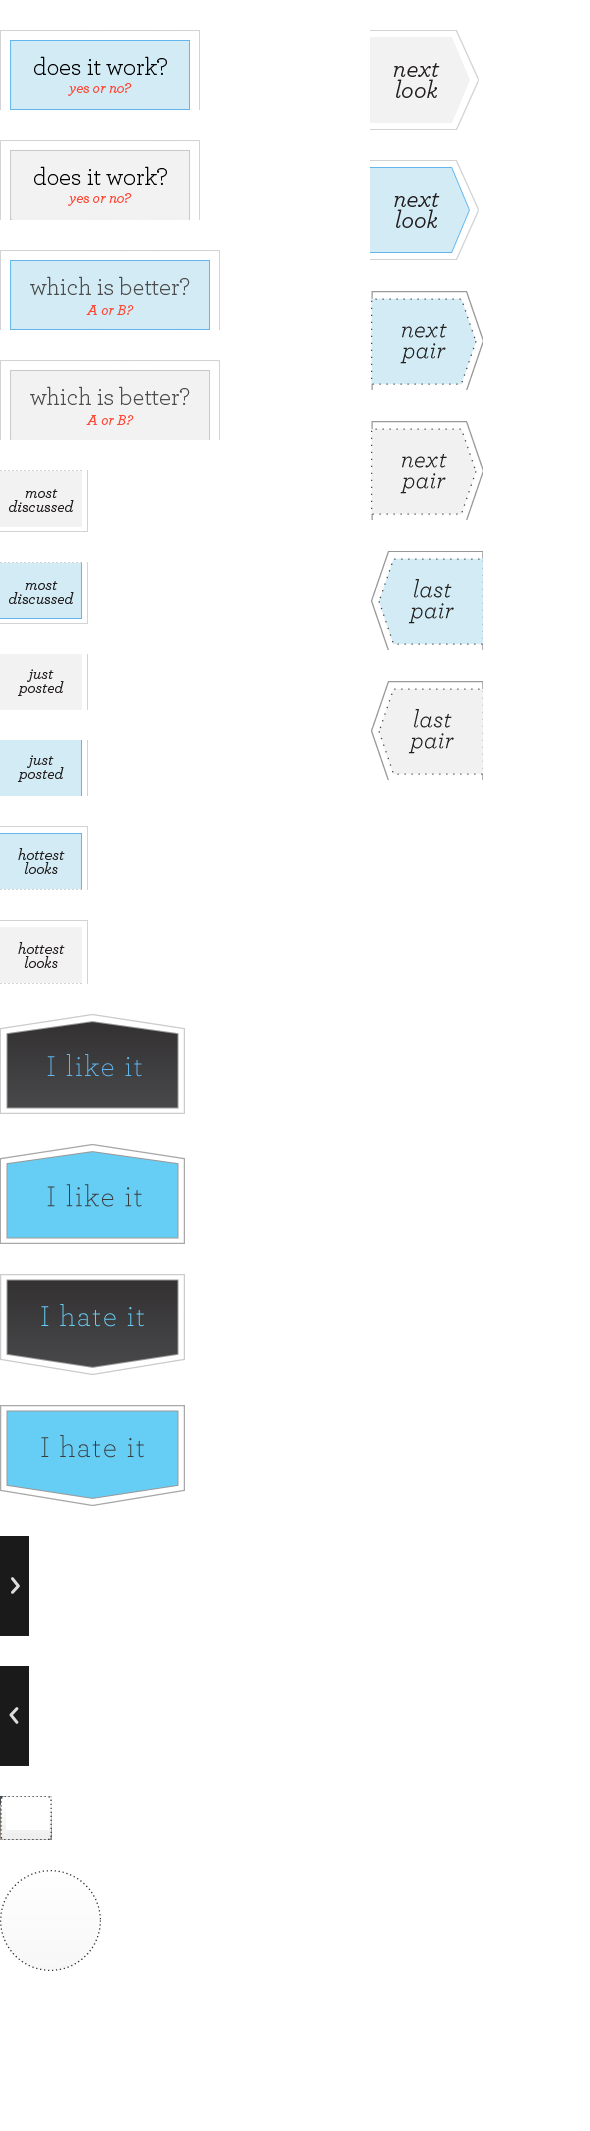 does it work?
yes or no?
does it work?
yes or no?
which is better?
A or B?
which is better?
A or B?
most
discussed
most
discussed
just
posted
just
posted
hottest
looks
hottest
looks
I like it
I like it
I hate it
I hate it
next
look
next
look
next
pair
next
pair
last
pair
last
pair